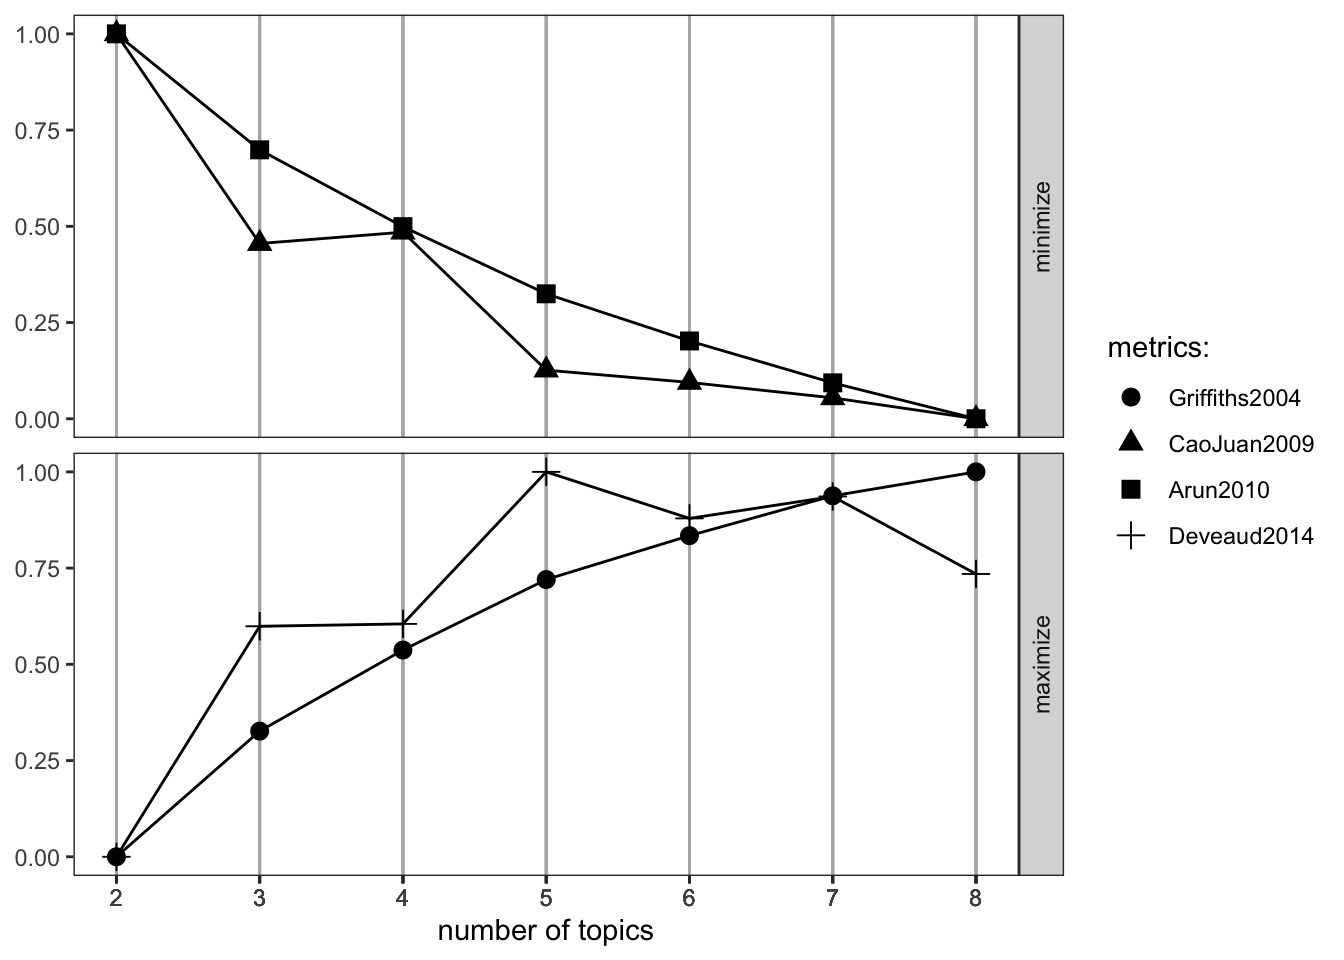 1.00
0.75
0.50
0.25
0.00
minimize
1.00
0.75
0.50
0.25
0.00
maximize
2 3 4 5 6 7 8
number of topics
metrics:
Griffiths2004
CaoJuan2009
Arun2010
Deveaud2014